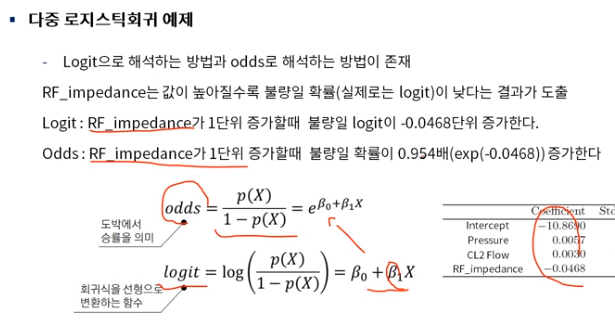 ▪ 다중 로지스틱회귀 예제
- Logit으로 해석하는 방법과 odds로 해석하는 방법이 존재
RF_impedance는 값이 높아질수록 불량일 확률(실제로는 logit)이 낮다는 결과가 도출
Logit : RF_impedance가 1단위 증가할때 불량일 logit이 -0.0468단위 증가한다.
Odds : RF_impedance가 1단위 증가할때 불량일 확률이 0.954배(exp(-0.0468)) 증가한다
odds = p(X) / (1 − p(X)) = e^(β₀+β₁X)
도박에서
승률을 의미
logit = log(p(X) / (1 − p(X))) = β₀ + β₁X
회귀식을 선형으로
변환하는 함수
Coefficient Std
Intercept −10.8690
Pressure 0.0057
CL2 Flow 0.0030
RF_impedance −0.0468